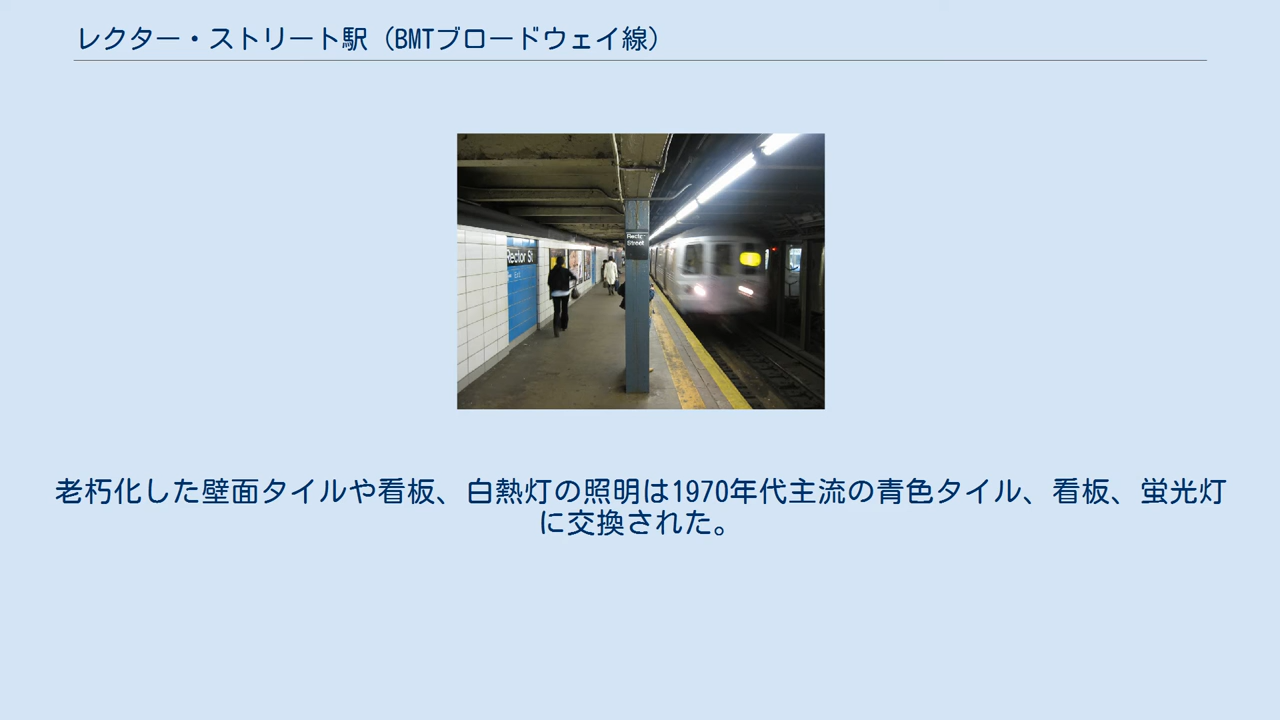 レクター・ストリート駅（BMTブロードウェイ線）
Rector St
Rector
Street
老朽化した壁面タイルや看板、白熱灯の照明は1970年代主流の青色タイル、看板、蛍光灯
に交換された。